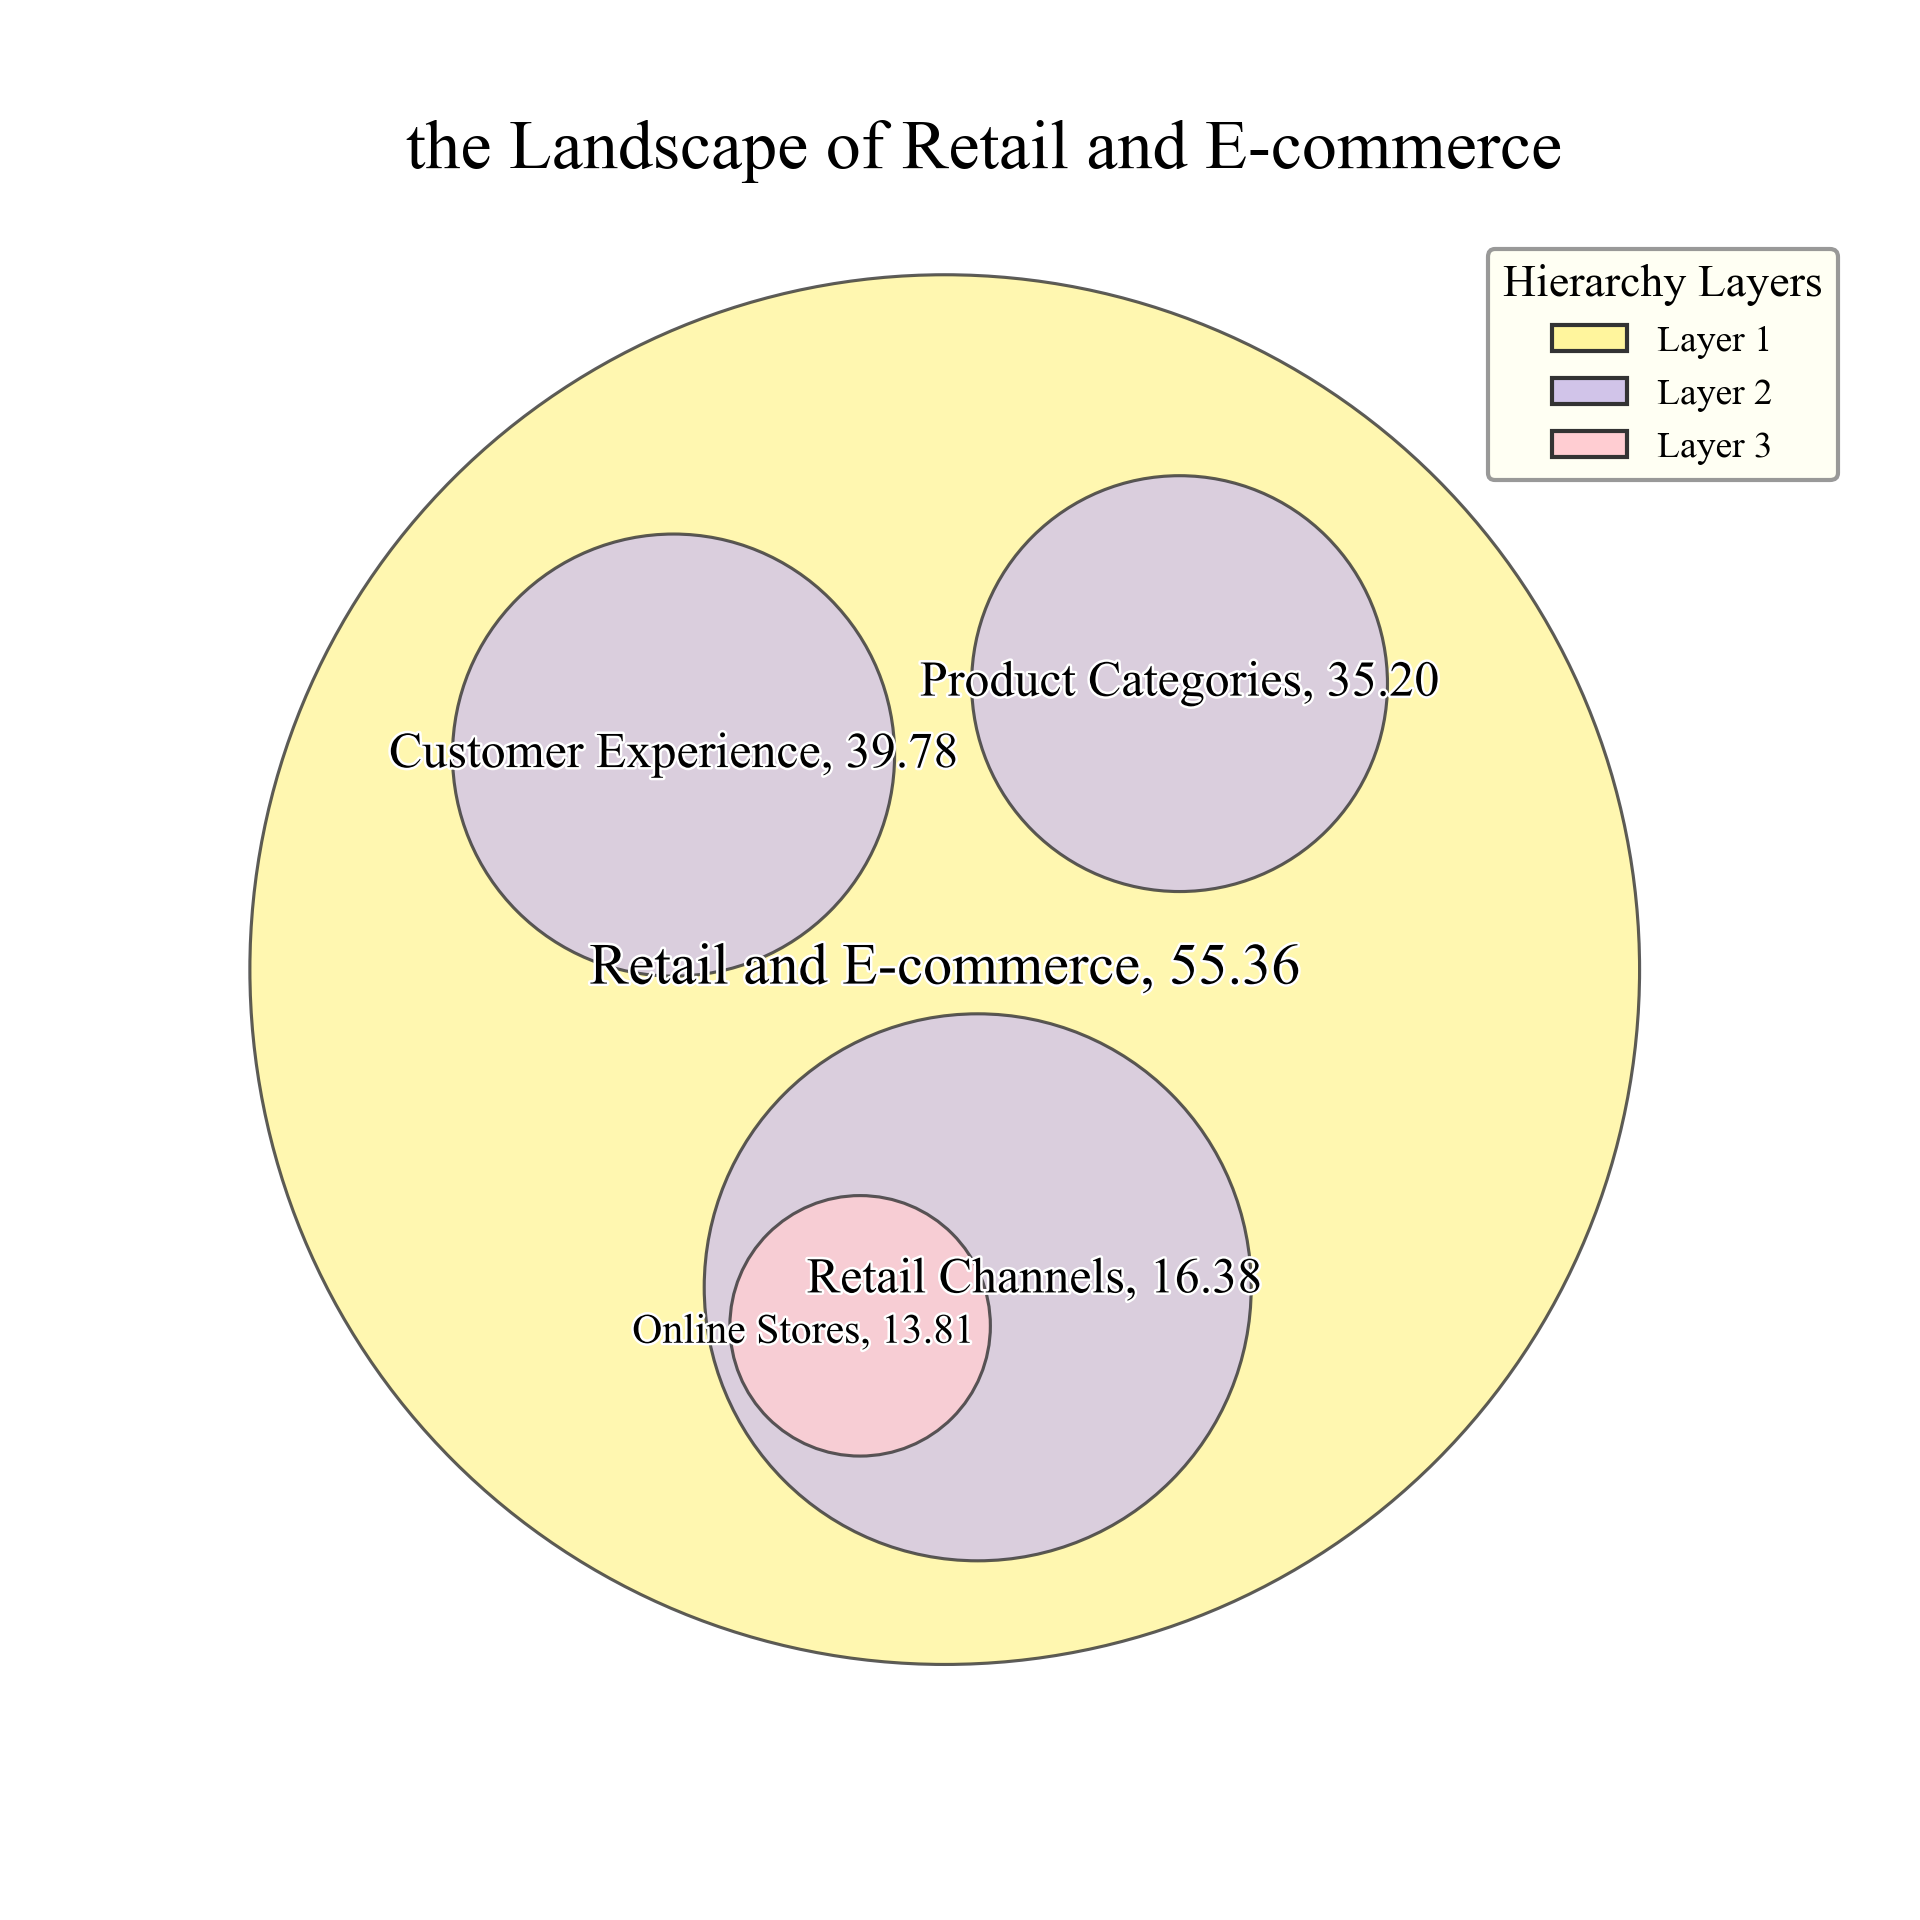 the Landscape of Retail and E-commerce
Hierarchy Layers
Layer 1
Layer 2
Layer 3
Product Categories, 35.20
Customer Experience, 39.78
Retail and E-commerce, 55.36
Retail Channels, 16.38
Online Stores, 13.81